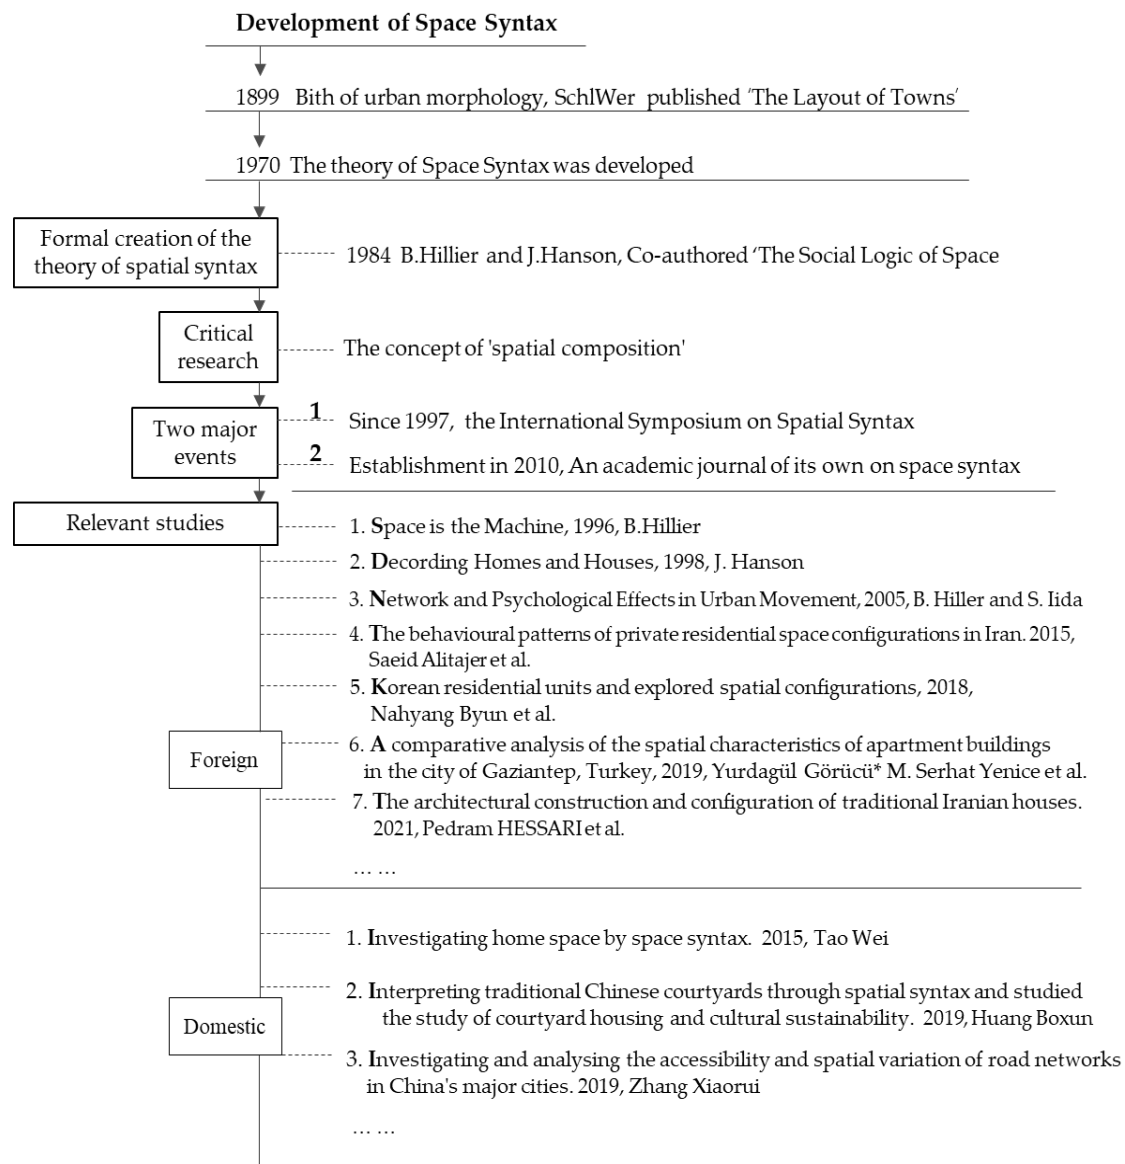 Development of Space Syntax
1899 Bith of urban morphology, SchlWer published ‘The Layout of Towns’
1970 The theory of Space Syntax was developed
Formal creation of the
theory of spatial syntax
1984 B.Hillier and J.Hanson, Co-authored ‘The Social Logic of Space
Critical
research
The concept of 'spatial composition'
Two major
events
1 Since 1997, the International Symposium on Spatial Syntax
2 Establishment in 2010, An academic journal of its own on space syntax
Relevant studies
1. Space is the Machine, 1996, B.Hillier
2. Decording Homes and Houses, 1998, J. Hanson
3. Network and Psychological Effects in Urban Movement, 2005, B. Hiller and S. Iida
4. The behavioural patterns of private residential space configurations in Iran. 2015,
Saeid Alitajer et al.
5. Korean residential units and explored spatial configurations, 2018,
Nahyang Byun et al.
Foreign
6. A comparative analysis of the spatial characteristics of apartment buildings
in the city of Gaziantep, Turkey, 2019, Yurdagül Görücü* M. Serhat Yenice et al.
7. The architectural construction and configuration of traditional Iranian houses.
2021, Pedram HESSARI et al.
... ...
1. Investigating home space by space syntax. 2015, Tao Wei
Domestic
2. Interpreting traditional Chinese courtyards through spatial syntax and studied
the study of courtyard housing and cultural sustainability. 2019, Huang Boxun
3. Investigating and analysing the accessibility and spatial variation of road networks
in China's major cities. 2019, Zhang Xiaorui
... ...